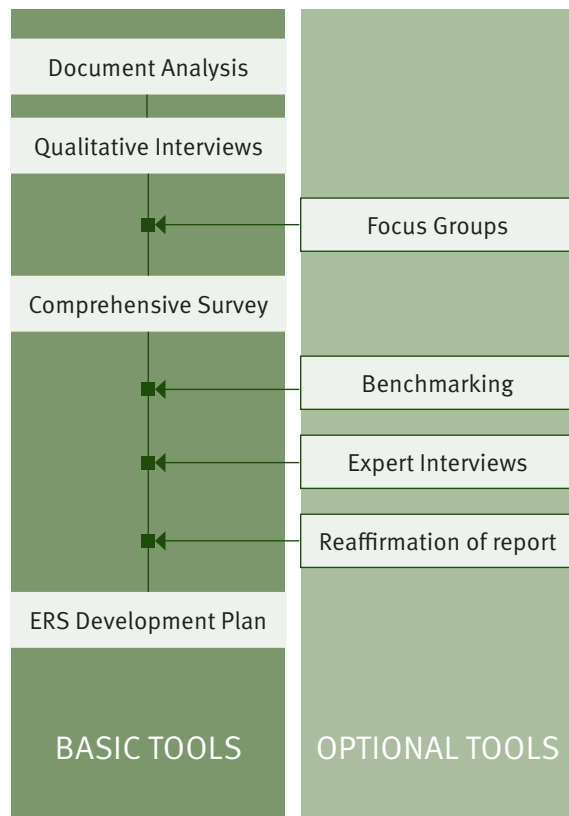 Document Analysis
Qualitative Interviews
Focus Groups
Comprehensive Survey
Benchmarking
Expert Interviews
Reaffirmation of report
ERS Development Plan
BASIC TOOLS
OPTIONAL TOOLS